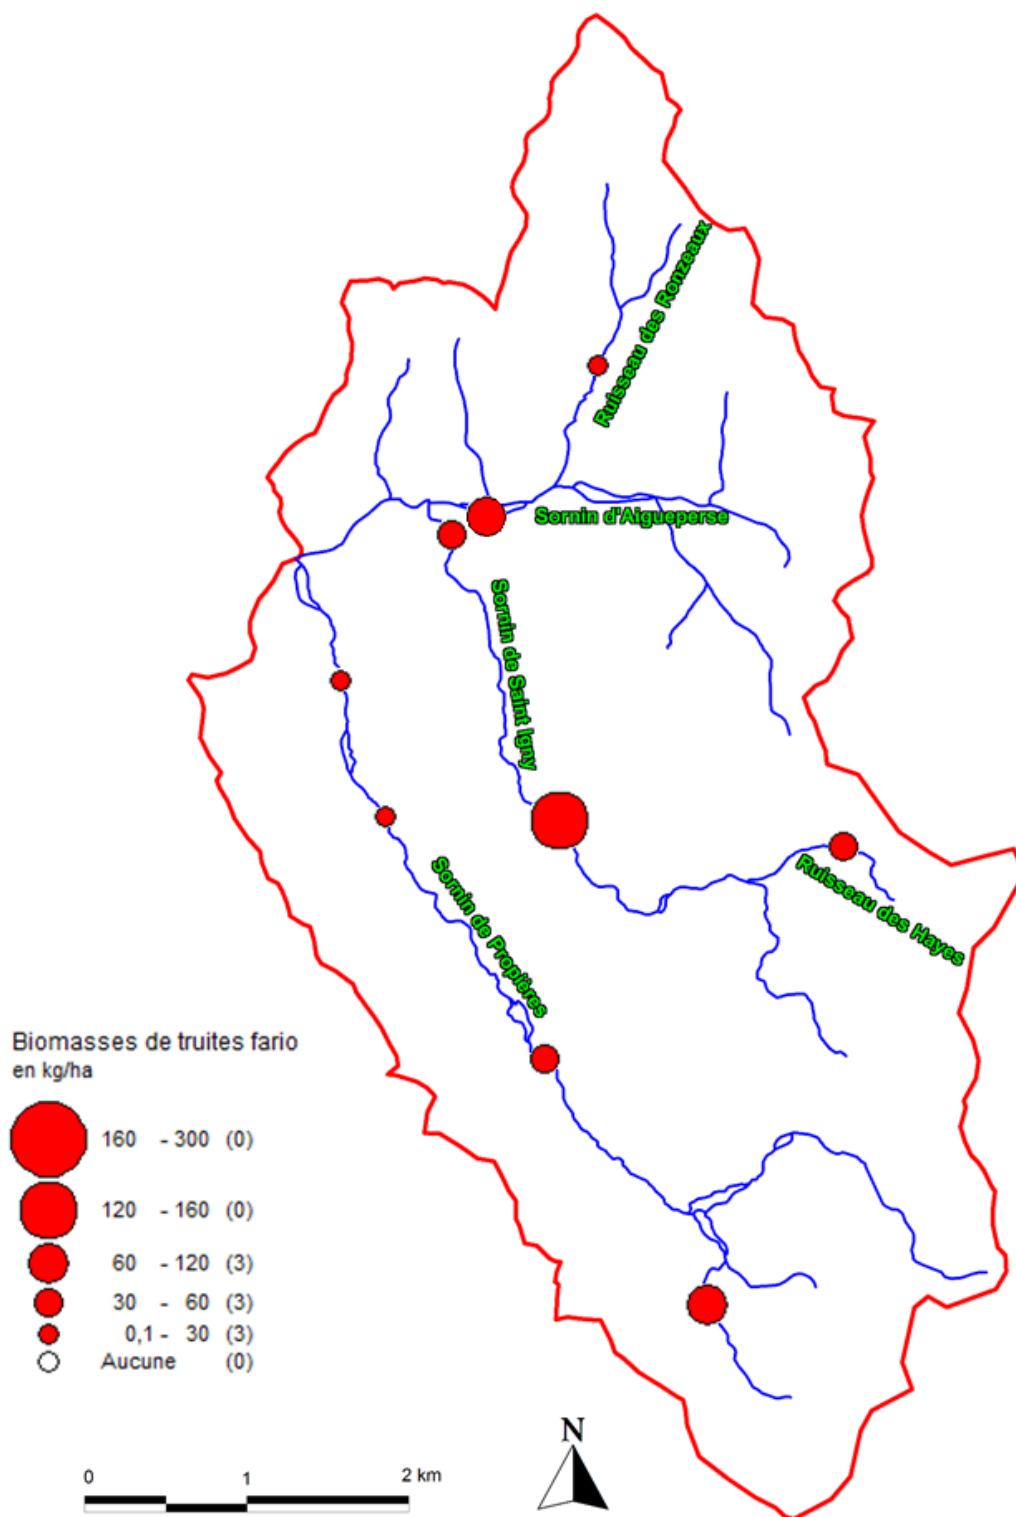 Ruisseau des Ronzeaux
Sornin d'Aigueperse
Sornin de Saint Igny
Ruisseau des Hayes
Sornin de Propières
Biomasses de truites fario
en kg/ha
160 - 300 (0)
120 - 160 (0)
60 - 120 (3)
30 - 60 (3)
0,1 - 30 (3)
Aucune (0)
N
0 1 2 km